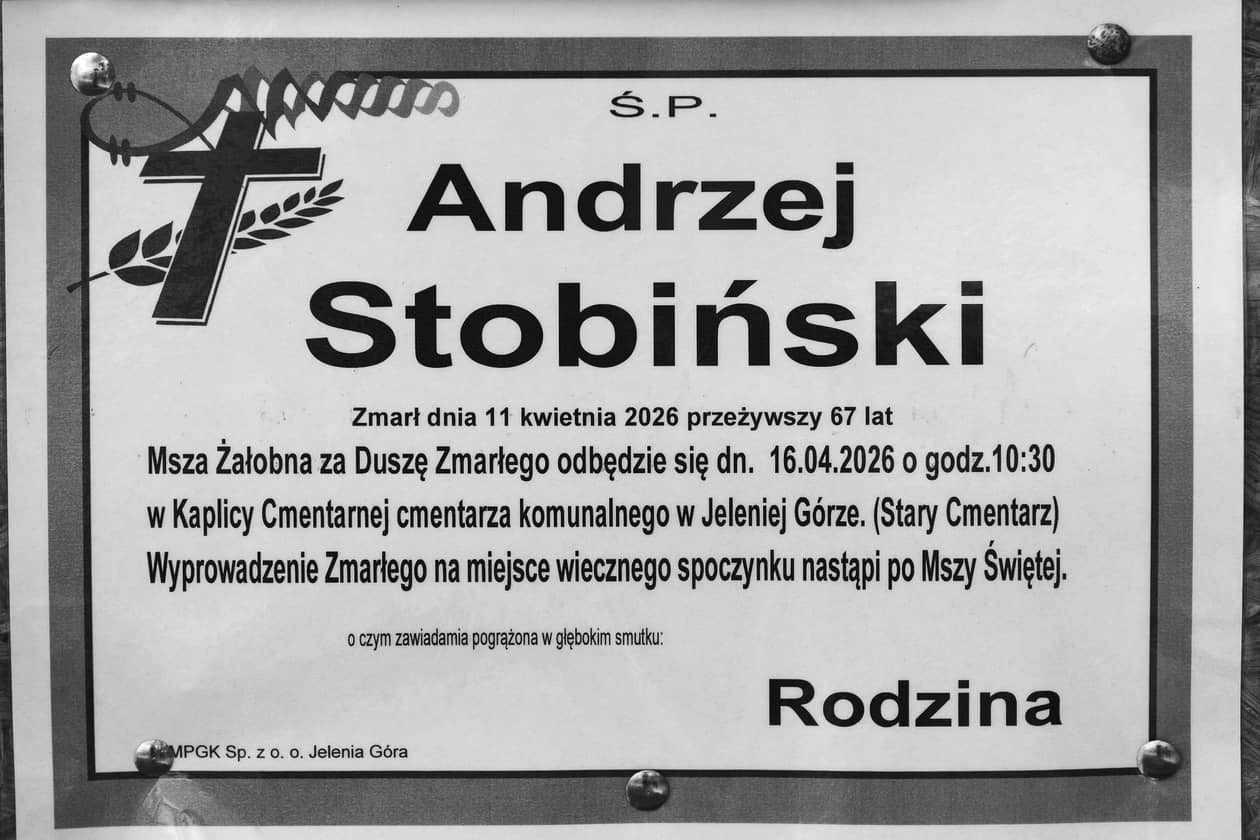 Ś.P.
Andrzej
Stobiński
Zmarł dnia 11 kwietnia 2026 przeżywszy 67 lat
Msza Żałobna za Duszę Zmarłego odbędzie się dn. 16.04.2026 o godz.10:30
w Kaplicy Cmentarnej cmentarza komunalnego w Jeleniej Górze. (Stary Cmentarz)
Wyprowadzenie Zmarłego na miejsce wiecznego spoczynku nastąpi po Mszy Świętej.
o czym zawiadamia pogrążona w głębokim smutku:
Rodzina
MPGK Sp. z o. o. Jelenia Góra